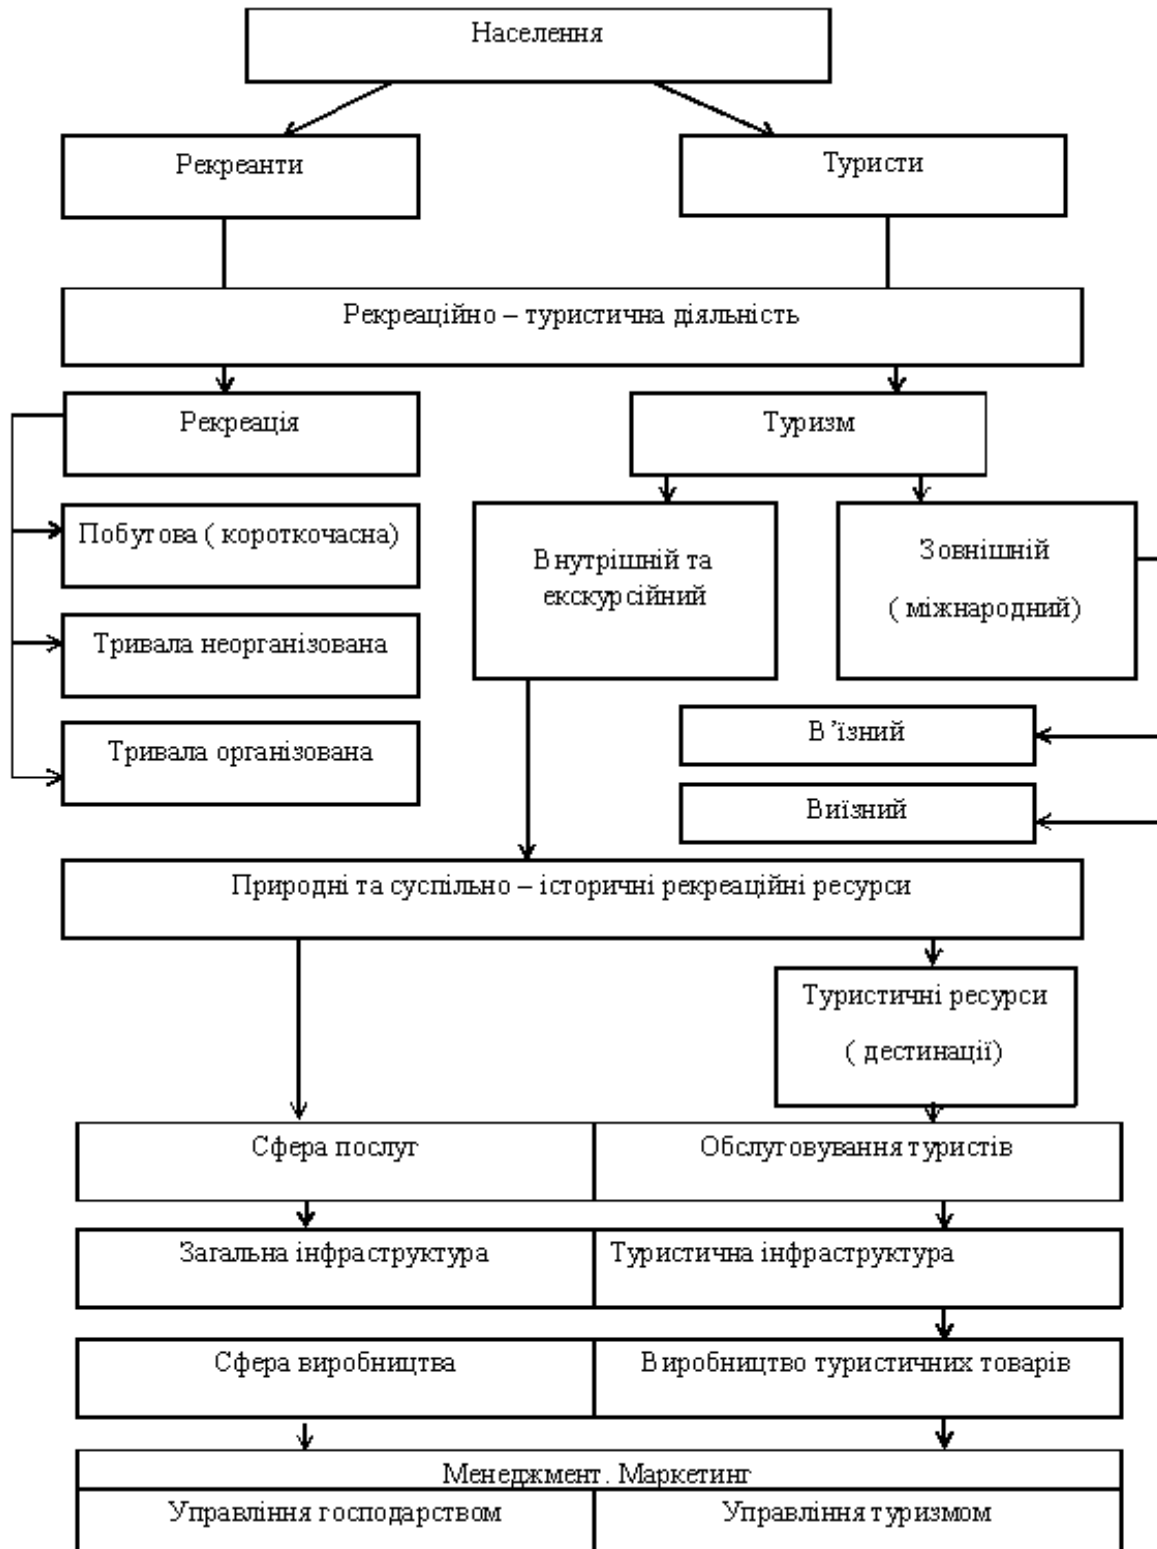 Населення
Рекреанти
Туристи
Рекреаційно – туристична діяльність
Рекреація
Туризм
Побутова ( короткочасна)
Внутрішній та
екскурсійний
Зовнішній
( міжнародний)
Тривала неорганізована
Тривала організована
В’їзний
Виїзний
Природні та суспільно – історичні рекреаційні ресурси
Туристичні ресурси
( дестинації)
Сфера послуг
Обслуговування туристів
Загальна інфраструктура
Туристична інфраструктура
Сфера виробництва
Виробництво туристичних товарів
Менеджмент. Маркетинг
Управління господарством
Управління туризмом